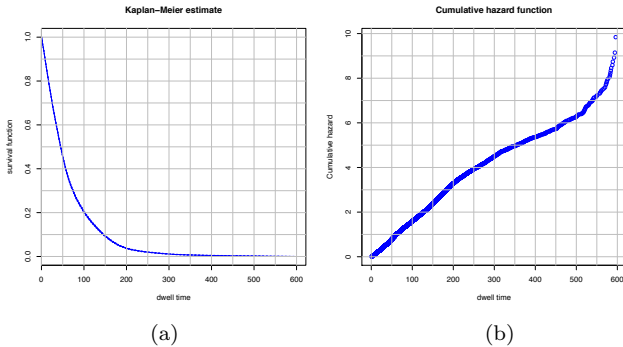 Kaplan−Meier estimate
survival function
1.0
0.8
0.6
0.4
0.2
0.0
0 100 200 300 400 500 600
dwell time
(a)
Cumulative hazard function
Cumulative hazard
10
8
6
4
2
0
0 100 200 300 400 500 600
dwell time
(b)